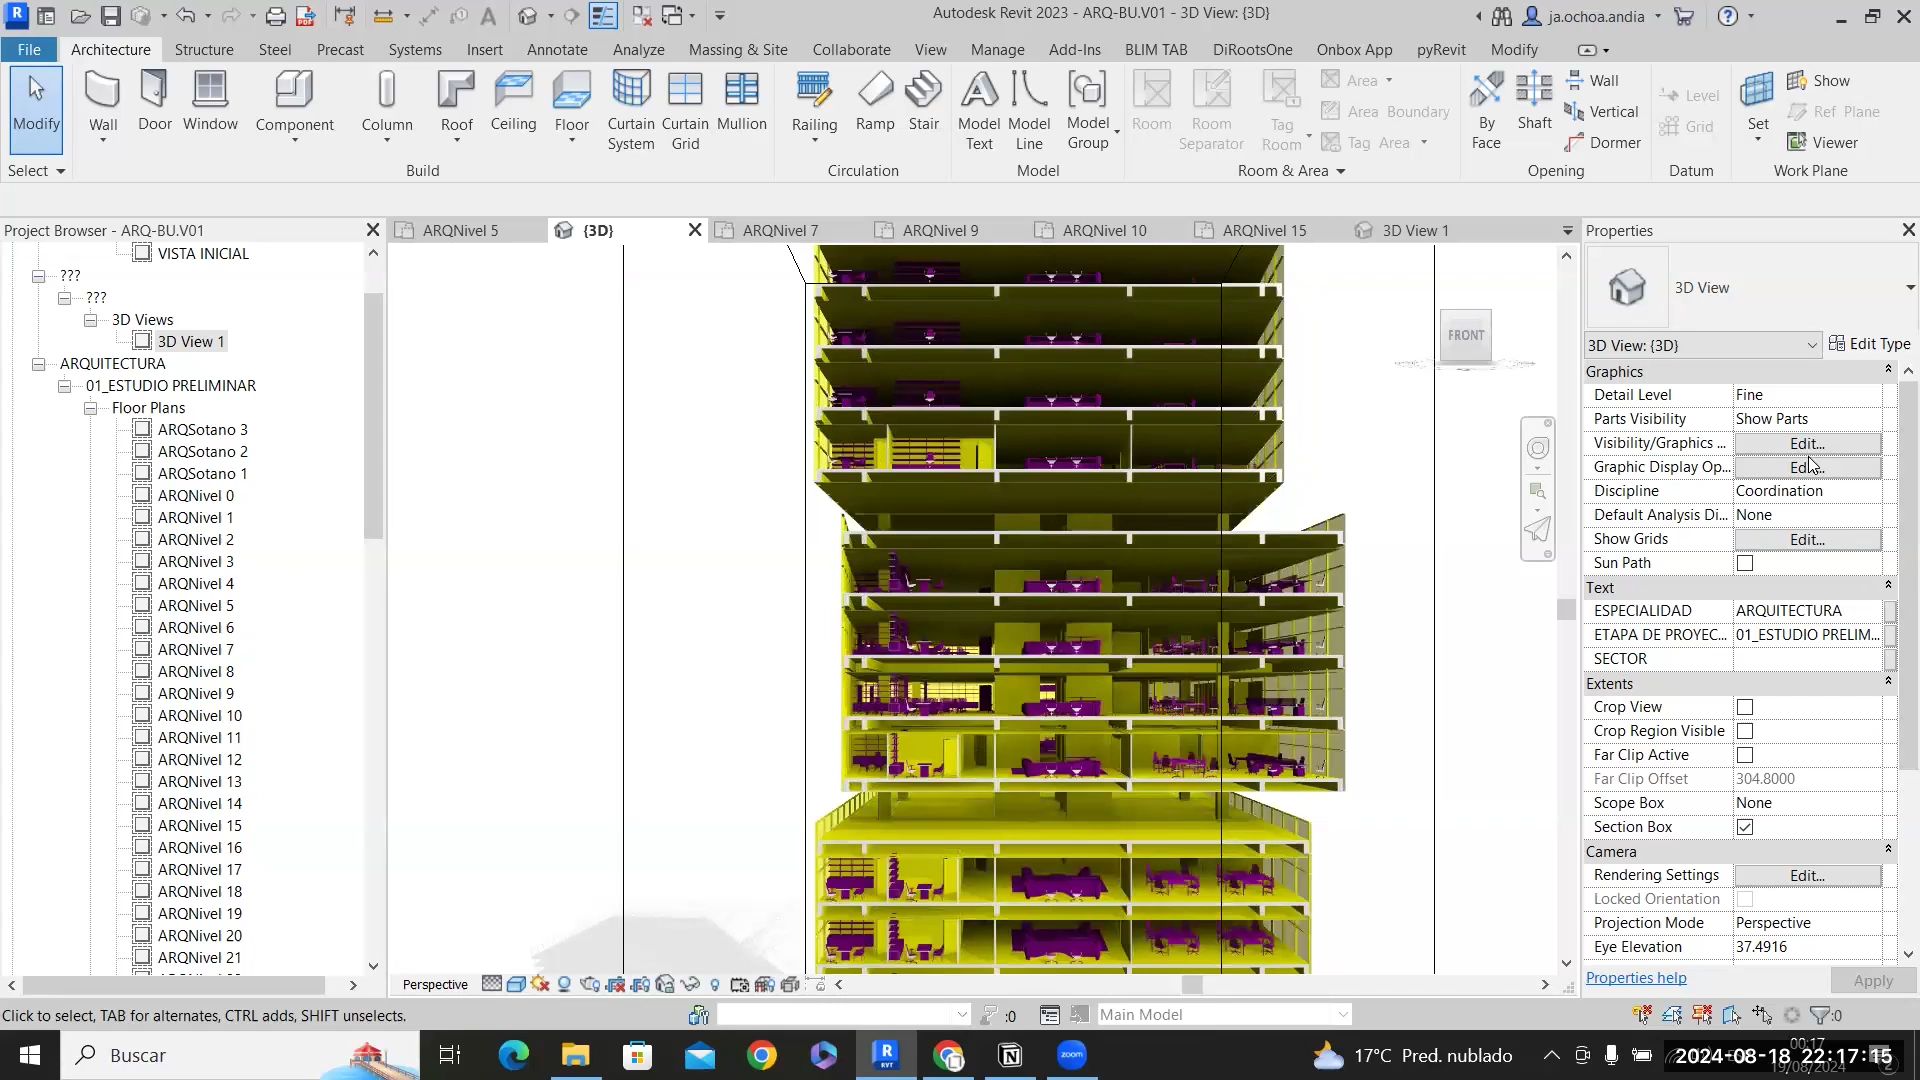 Autodesk Revit 2023 - ARQ-BU.V01 - 3D View: {3D}
ja.ochoa.andia
File Architecture Structure Steel Precast Systems Insert Annotate Analyze Massing & Site Collaborate View Manage Add-Ins BLIM TAB DiRootsOne Onbox App pyRevit Modify
Modify
Wall
Door
Window
Component
Column
Roof
Ceiling
Floor
Curtain System
Curtain Grid
Mullion
Railing
Ramp
Stair
Model Text
Model Line
Model Group
Room
Room Separator
Tag Room
Area
Area Boundary
Tag Area
By Face
Shaft
Wall
Vertical
Dormer
Level
Grid
Set
Show
Ref Plane
Viewer
Select Build Circulation Model Room & Area Opening Datum Work Plane
Project Browser - ARQ-BU.V01
VISTA INICIAL
???
???
3D Views
3D View 1
ARQUITECTURA
01_ESTUDIO PRELIMINAR
Floor Plans
ARQSotano 3
ARQSotano 2
ARQSotano 1
ARQNivel 0
ARQNivel 1
ARQNivel 2
ARQNivel 3
ARQNivel 4
ARQNivel 5
ARQNivel 6
ARQNivel 7
ARQNivel 8
ARQNivel 9
ARQNivel 10
ARQNivel 11
ARQNivel 12
ARQNivel 13
ARQNivel 14
ARQNivel 15
ARQNivel 16
ARQNivel 17
ARQNivel 18
ARQNivel 19
ARQNivel 20
ARQNivel 21
ARQNivel 5 {3D} ARQNivel 7 ARQNivel 9 ARQNivel 10 ARQNivel 15 3D View 1
FRONT
Perspective
Properties
3D View
3D View: {3D} Edit Type
Graphics
Detail Level Fine
Parts Visibility Show Parts
Visibility/Graphics ... Edit...
Graphic Display Op... Edit...
Discipline Coordination
Default Analysis Di... None
Show Grids Edit...
Sun Path
Text
ESPECIALIDAD ARQUITECTURA
ETAPA DE PROYEC... 01_ESTUDIO PRELIM...
SECTOR
Extents
Crop View
Crop Region Visible
Far Clip Active
Far Clip Offset 304.8000
Scope Box None
Section Box
Camera
Rendering Settings Edit...
Locked Orientation
Projection Mode Perspective
Eye Elevation 37.4916
Properties help Apply
Click to select, TAB for alternates, CTRL adds, SHIFT unselects. :0 Main Model :0
Buscar
zoom
17°C Pred. nublado
00:17
2024-08-18 22:17:15
19/08/2024